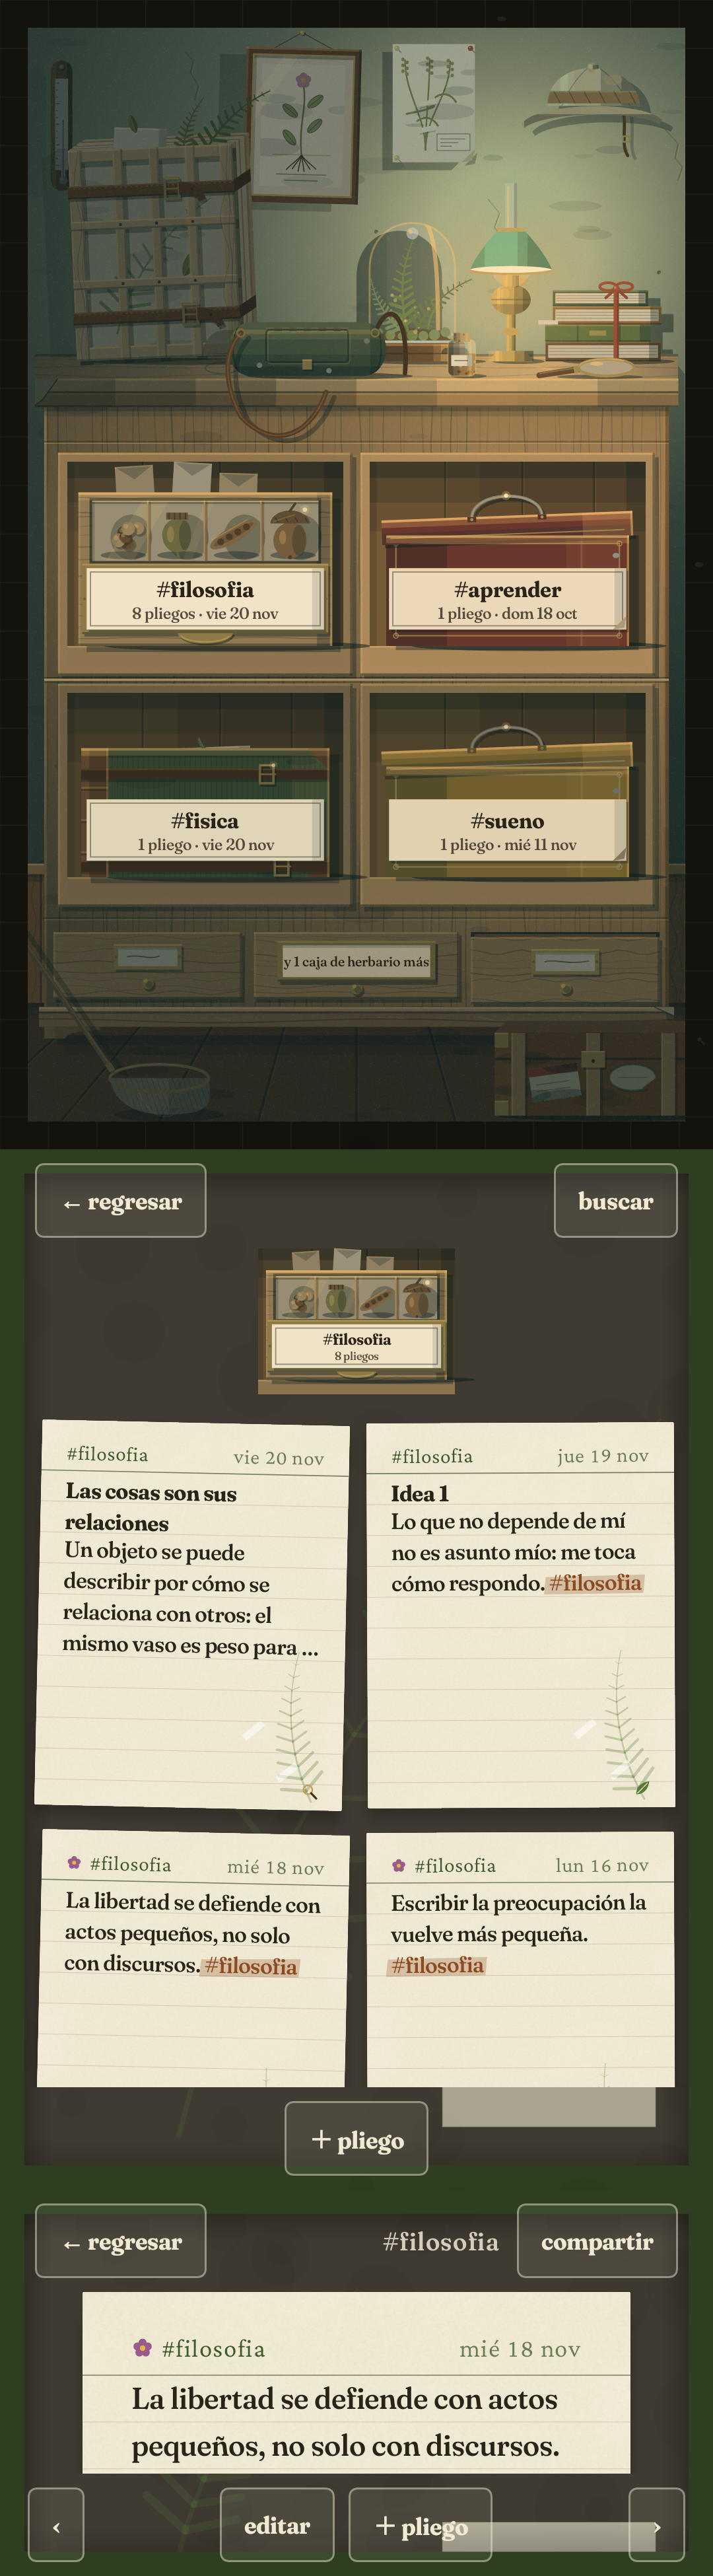 #filosofia
8 pliegos · vie 20 nov
#aprender
1 pliego · dom 18 oct
#fisica
1 pliego · vie 20 nov
#sueno
1 pliego · mié 11 nov
y 1 caja de herbario más
← regresar
buscar
#filosofia
8 pliegos
#filosofia
vie 20 nov
Las cosas son sus
relaciones
Un objeto se puede
describir por cómo se
relaciona con otros: el
mismo vaso es peso para ...
#filosofia
jue 19 nov
Idea 1
Lo que no depende de mí
no es asunto mío: me toca
cómo respondo. #filosofia
#filosofia
mié 18 nov
La libertad se defiende con
actos pequeños, no solo
con discursos. #filosofia
#filosofia
lun 16 nov
Escribir la preocupación la
vuelve más pequeña.
#filosofia
+ pliego
← regresar
#filosofia
compartir
#filosofia
mié 18 nov
La libertad se defiende con actos
pequeños, no solo con discursos.
‹
editar
+ pliego
›